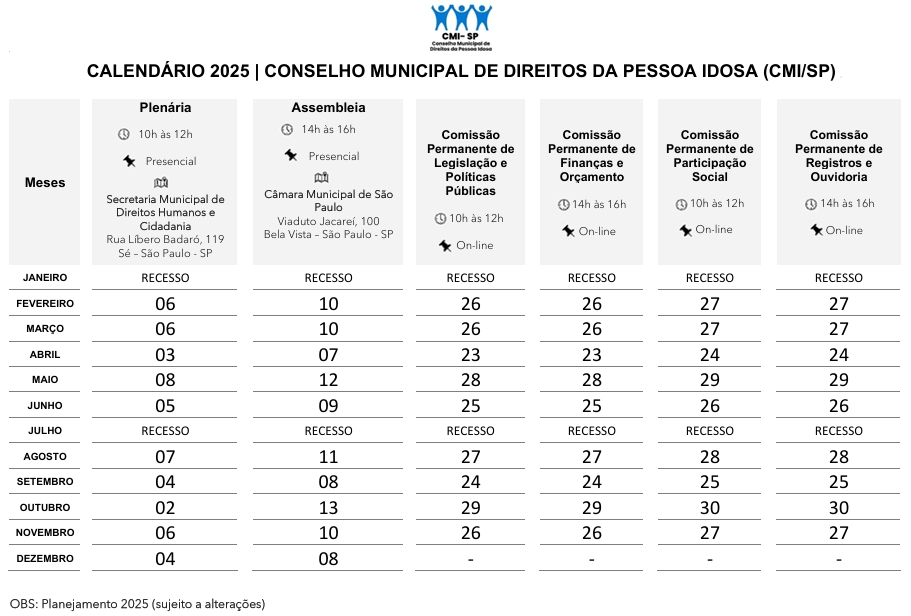 CMI- SP
Conselho Municipal de
Direitos da Pessoa Idosa
CALENDÁRIO 2025 | CONSELHO MUNICIPAL DE DIREITOS DA PESSOA IDOSA (CMI/SP)
Meses
Plenária
10h às 12h
Presencial
Secretaria Municipal de
Direitos Humanos e
Cidadania
Rua Líbero Badaró, 119
Sé – São Paulo - SP
Assembleia
14h às 16h
Presencial
Câmara Municipal de São
Paulo
Viaduto Jacareí, 100
Bela Vista – São Paulo - SP
Comissão
Permanente de
Legislação e
Políticas
Públicas
10h às 12h
On-line
Comissão
Permanente de
Finanças e
Orçamento
14h às 16h
On-line
Comissão
Permanente de
Participação
Social
10h às 12h
On-line
Comissão
Permanente de
Registros e
Ouvidoria
14h às 16h
On-line
JANEIRO RECESSO RECESSO RECESSO RECESSO RECESSO RECESSO
FEVEREIRO 06 10 26 26 27 27
MARÇO 06 10 26 26 27 27
ABRIL 03 07 23 23 24 24
MAIO 08 12 28 28 29 29
JUNHO 05 09 25 25 26 26
JULHO RECESSO RECESSO RECESSO RECESSO RECESSO RECESSO
AGOSTO 07 11 27 27 28 28
SETEMBRO 04 08 24 24 25 25
OUTUBRO 02 13 29 29 30 30
NOVEMBRO 06 10 26 26 27 27
DEZEMBRO 04 08 - - - -
OBS: Planejamento 2025 (sujeito a alterações)